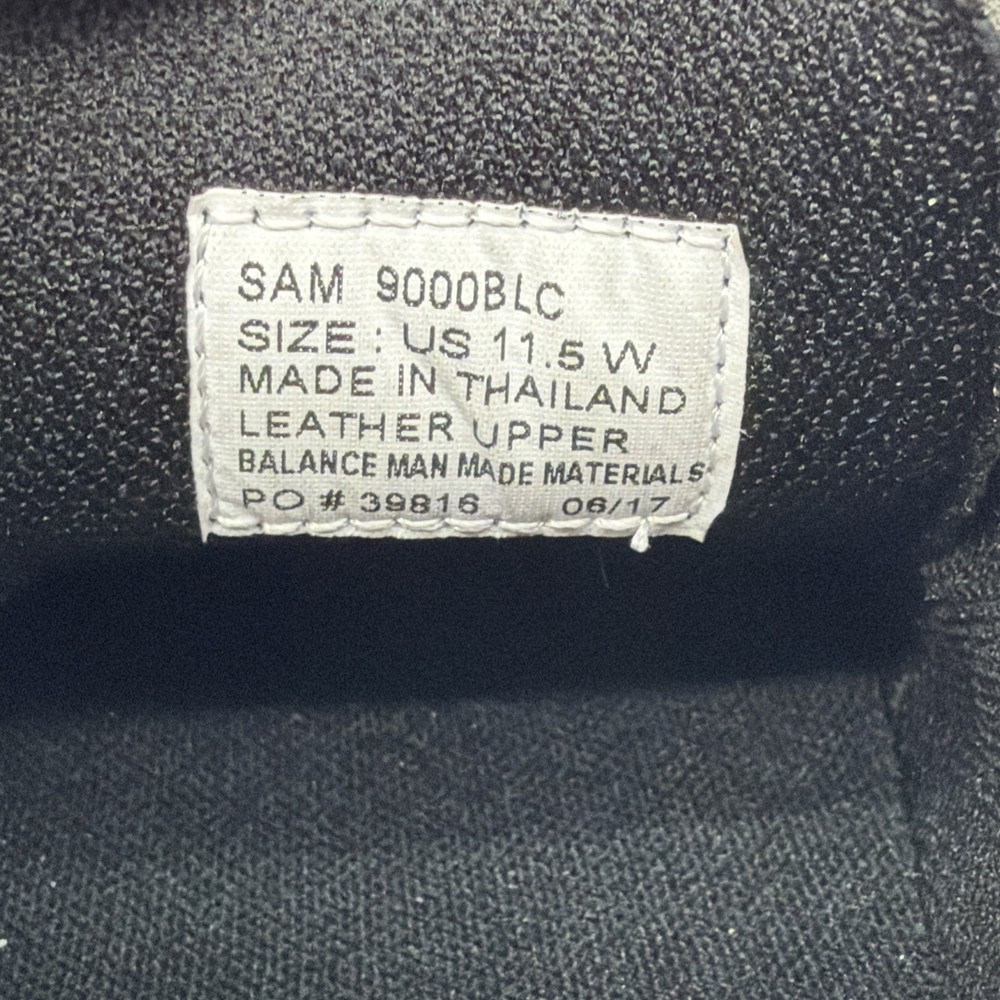 SAM 9000BLC
SIZE : US 11.5 W
MADE IN THAILAND
LEATHER UPPER
BALANCE MAN MADE MATERIALS
PO # 39816 06/17